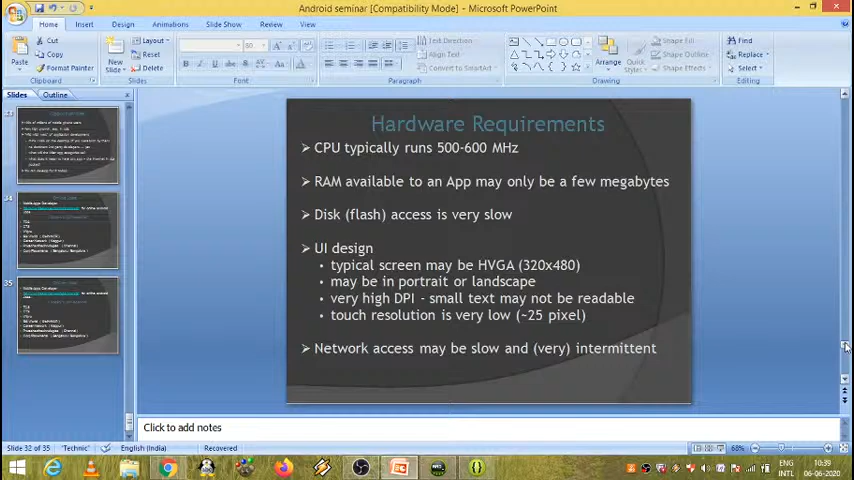 Android seminar [Compatibility Mode] - Microsoft PowerPoint
Home Insert Design Animations Slide Show Review View
Cut
Copy
Format Painter
Paste
Clipboard
New Slide
Layout
Reset
Delete
Slides
Font
Text Direction
Align Text
Convert to SmartArt
Paragraph
Arrange
Quick Styles
Shape Fill
Shape Outline
Shape Effects
Drawing
Find
Replace
Select
Editing
Slides Outline
34
35
Hardware Requirements
CPU typically runs 500-600 MHz
RAM available to an App may only be a few megabytes
Disk (flash) access is very slow
UI design
• typical screen may be HVGA (320x480)
• may be in portrait or landscape
• very high DPI - small text may not be readable
• touch resolution is very low (~25 pixel)
Network access may be slow and (very) intermittent
Click to add notes
Slide 32 of 35 'Technic' English (India) Recovered 68%
ENG 10:39
INTL 06-06-2020